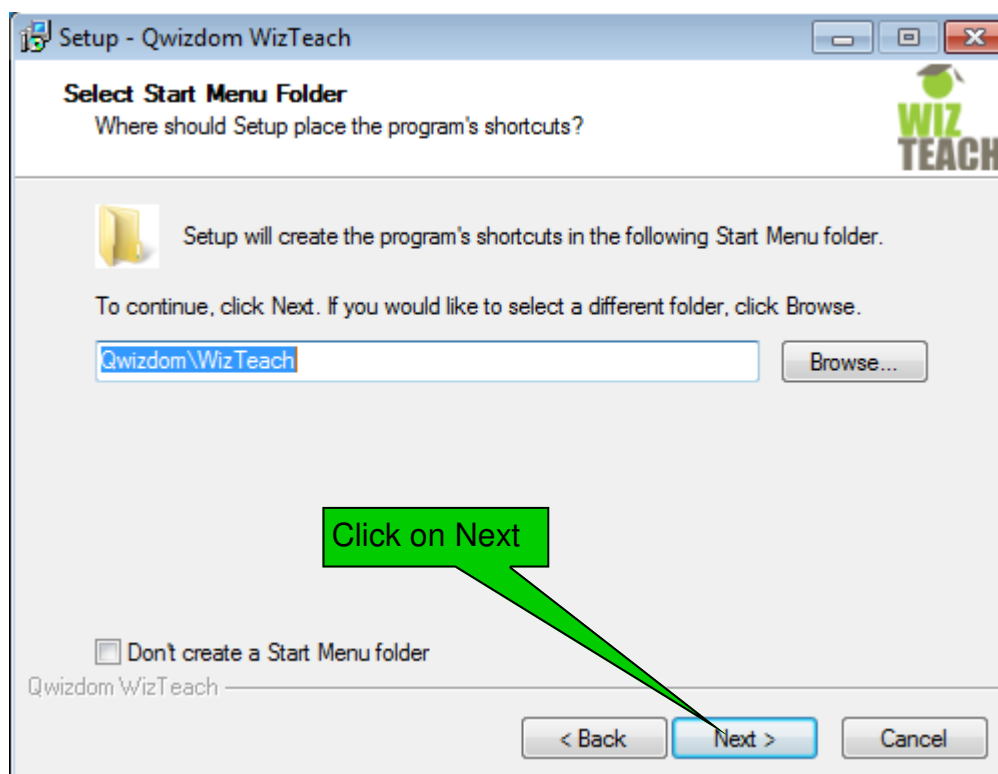 Setup - Qwizdom WizTeach
Select Start Menu Folder
Where should Setup place the program's shortcuts?
WIZ
TEACH
Setup will create the program's shortcuts in the following Start Menu folder.
To continue, click Next. If you would like to select a different folder, click Browse.
Qwizdom\WizTeach
Browse...
Click on Next
Don't create a Start Menu folder
Qwizdom WizTeach
< Back
Next >
Cancel